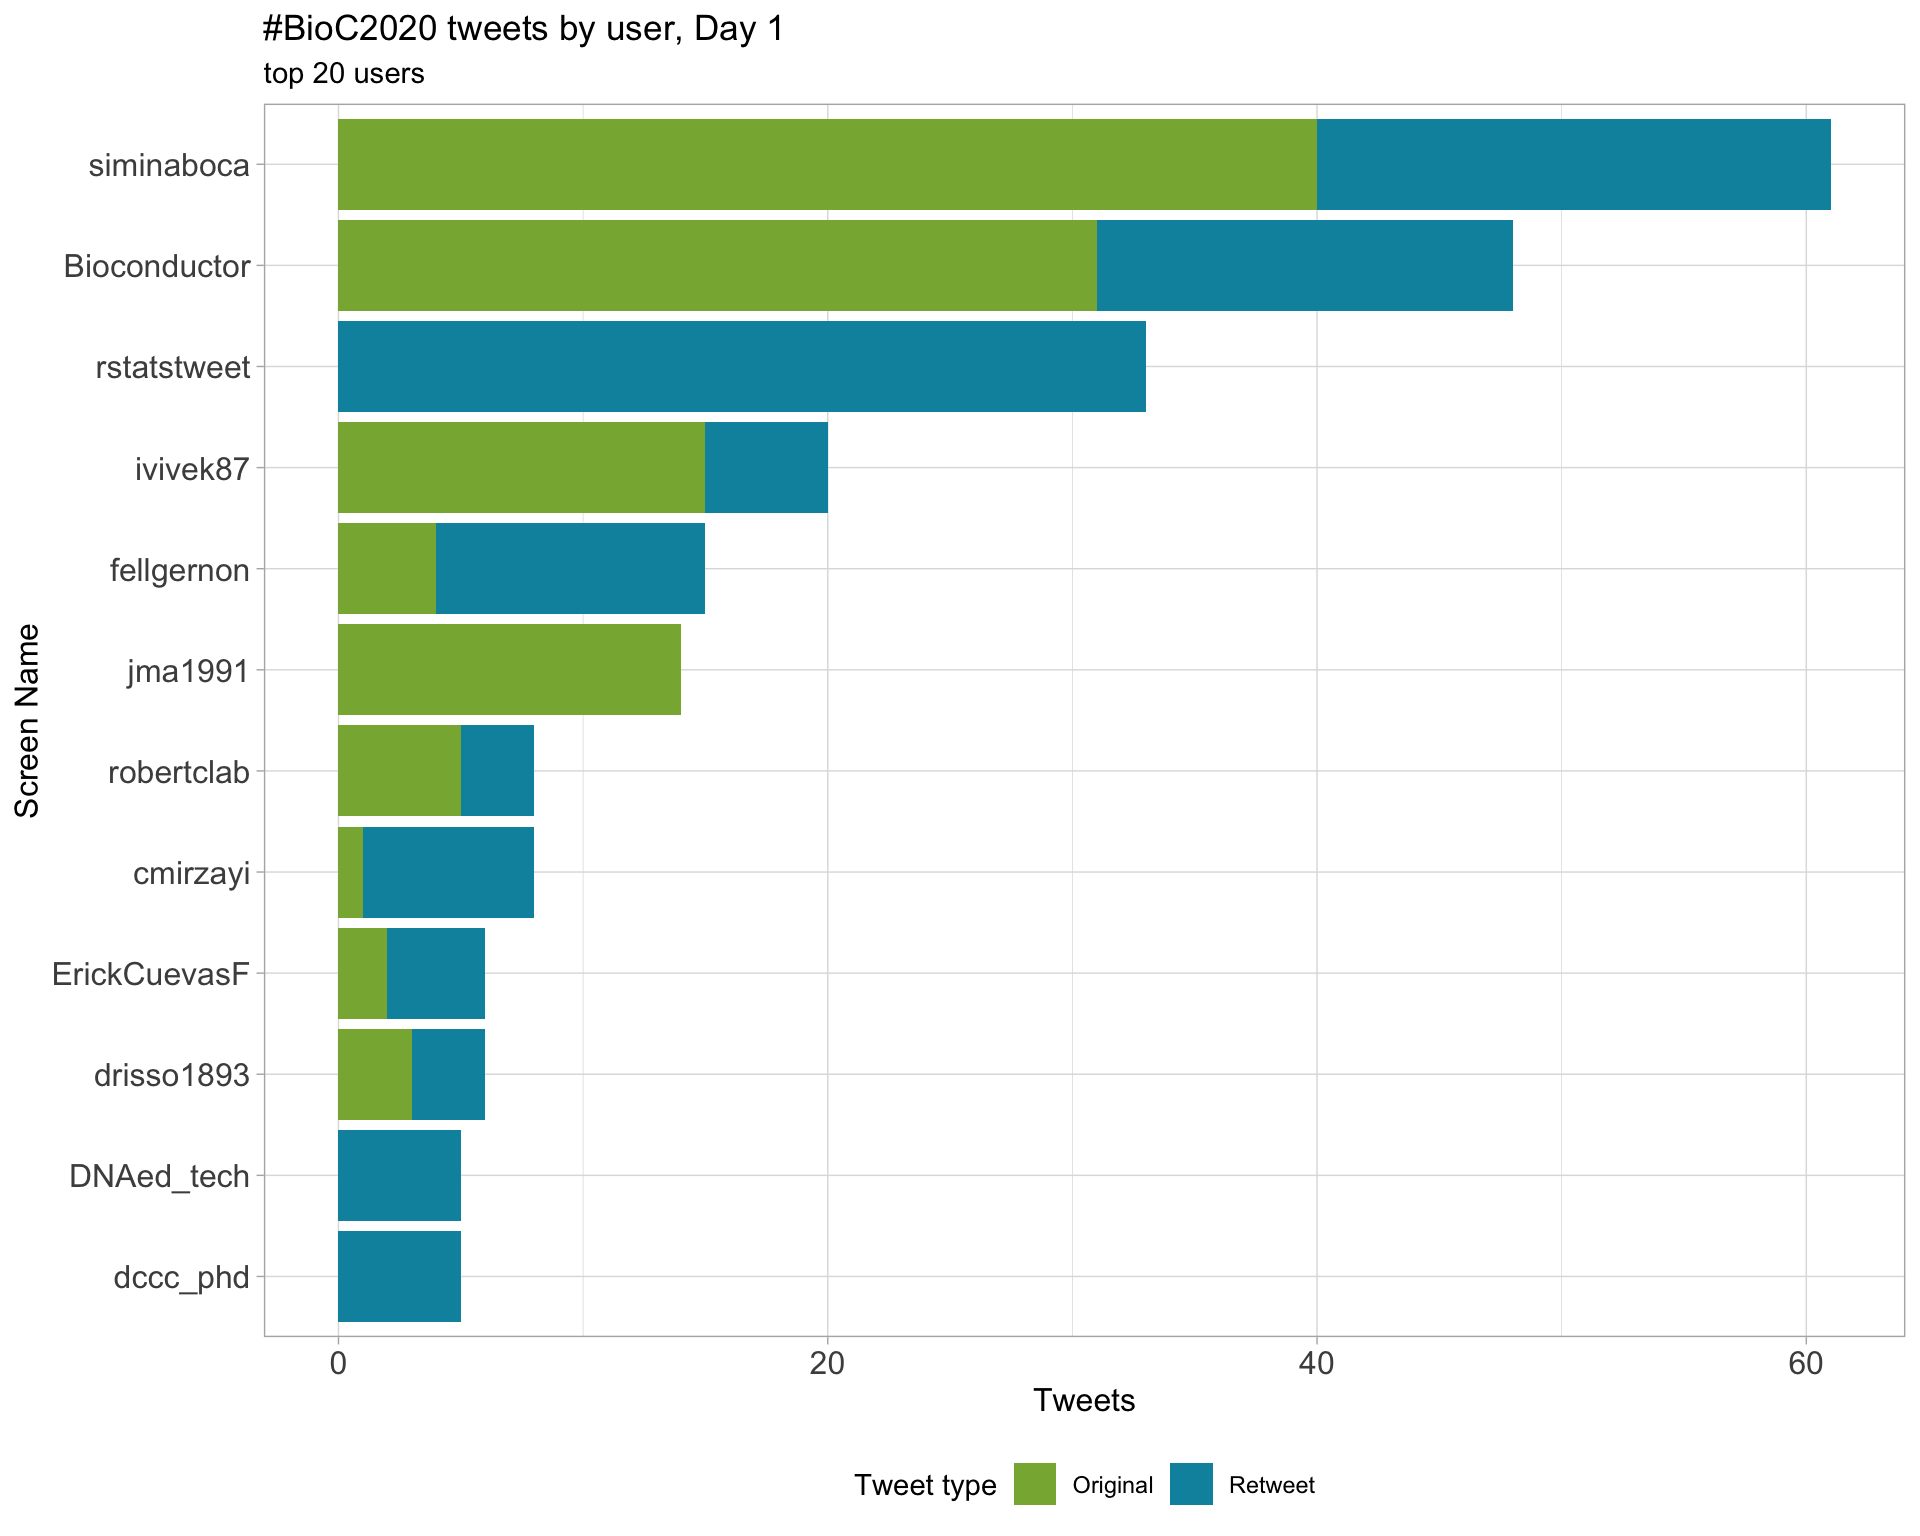 #BioC2020 tweets by user, Day 1
top 20 users
Screen Name
siminaboca
Bioconductor
rstatstweet
ivivek87
fellgernon
jma1991
robertclab
cmirzayi
ErickCuevasF
drisso1893
DNAed_tech
dccc_phd
0 20 40 60
Tweets
Tweet type Original Retweet